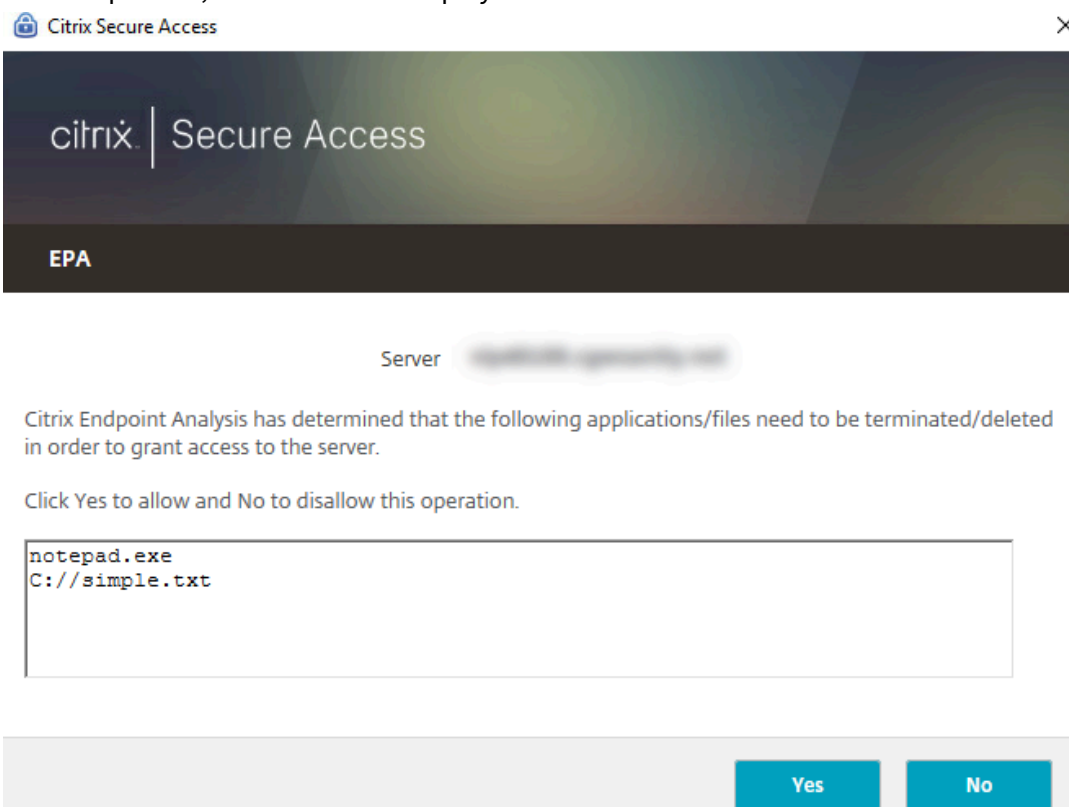 Citrix Secure Access
citrix. | Secure Access
EPA
Server
Citrix Endpoint Analysis has determined that the following applications/files need to be terminated/deleted
in order to grant access to the server.
Click Yes to allow and No to disallow this operation.
notepad.exe
C://simple.txt
Yes No